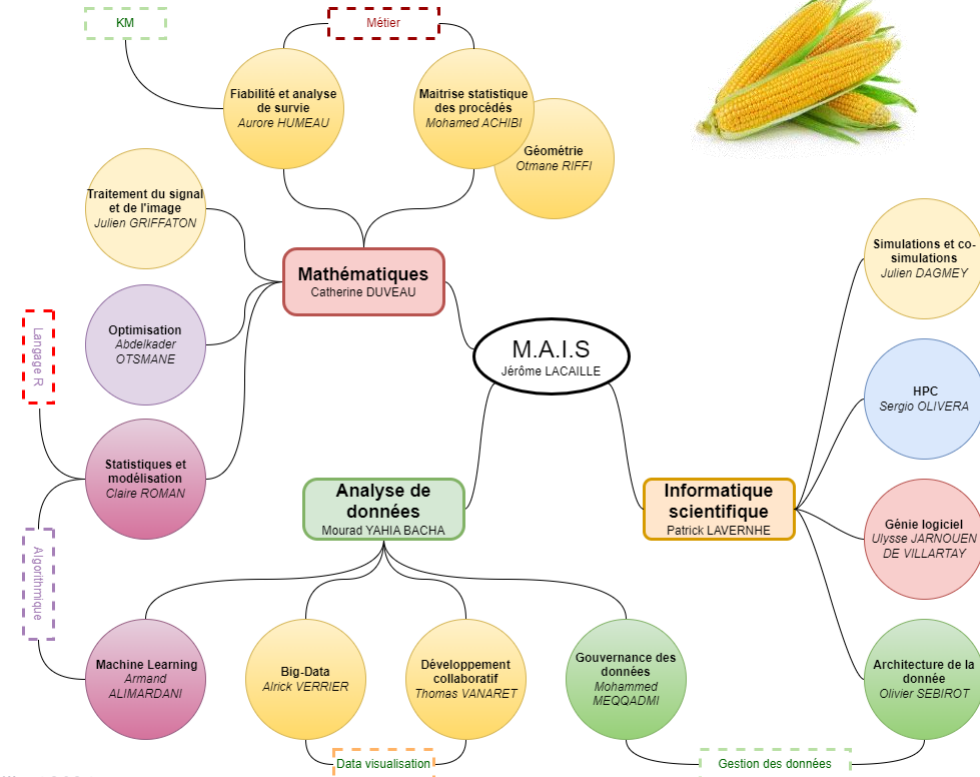 KM
Métier
Fiabilité et analyse
de survie
Aurore HUMEAU
Maitrise statistique
des procédés
Mohamed ACHIBI
Géométrie
Otmane RIFFI
Traitement du signal
et de l'image
Julien GRIFFATON
Mathématiques
Catherine DUVEAU
Simulations et co-
simulations
Julien DAGMEY
Optimisation
Abdelkader
OTSMANE
Langage R
M.A.I.S
Jérôme LACAILLE
HPC
Sergio OLIVERA
Statistiques et
modélisation
Claire ROMAN
Analyse de
données
Mourad YAHIA BACHA
Informatique
scientifique
Patrick LAVERNHE
Génie logiciel
Ulysse JARNOUEN
DE VILLARTAY
Algorithmique
Machine Learning
Armand
ALIMARDANI
Big-Data
Alrick VERRIER
Développement
collaboratif
Thomas VANARET
Gouvernance des
données
Mohammed
MEQQADMI
Architecture de la
donnée
Olivier SEBIROT
Data visualisation
Gestion des données